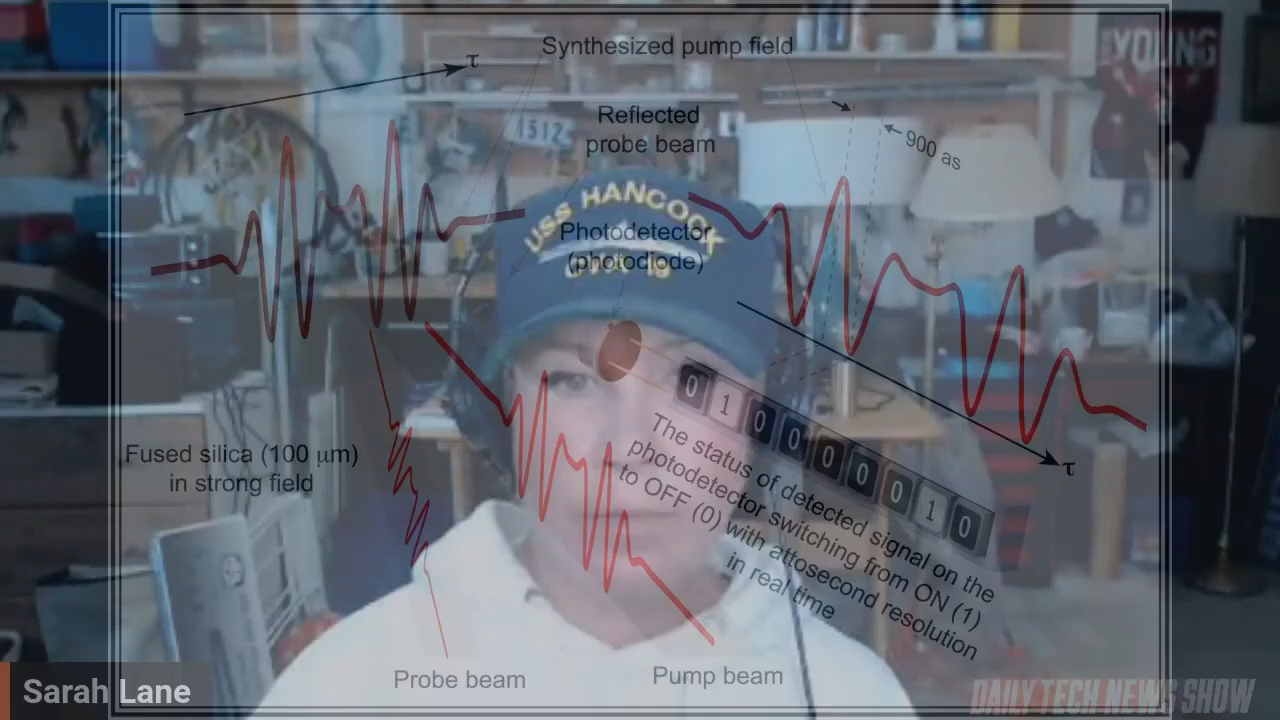 Synthesized pump field
τ
YOUNG
Reflected
probe beam
1512
900 as
USS HANCOCK
Photodetector
(photodiode)
19
0 1 0 0 0 0 0 1 0
The status of detected signal on the
photodetector switching from ON (1)
to OFF (0) with attosecond resolution
in real time
τ
Fused silica (100 μm)
in strong field
Probe beam
Pump beam
Sarah Lane
DAILY TECH NEWS SHOW